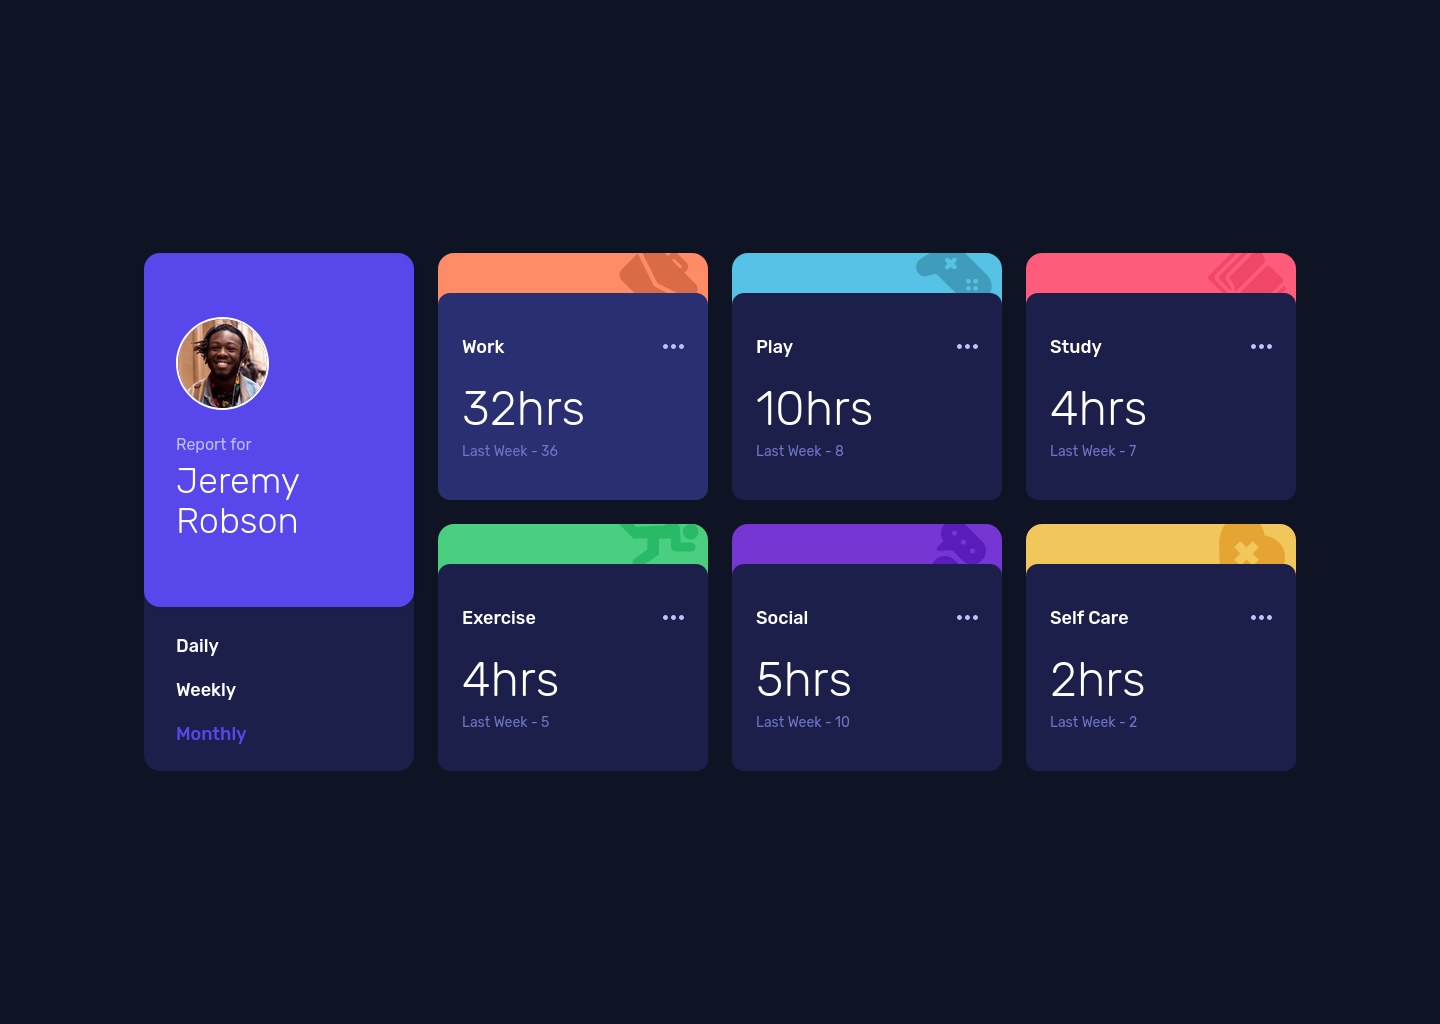 Report for
Jeremy
Robson
Daily
Weekly
Monthly
Work
32hrs
Last Week - 36
Play
10hrs
Last Week - 8
Study
4hrs
Last Week - 7
Exercise
4hrs
Last Week - 5
Social
5hrs
Last Week - 10
Self Care
2hrs
Last Week - 2